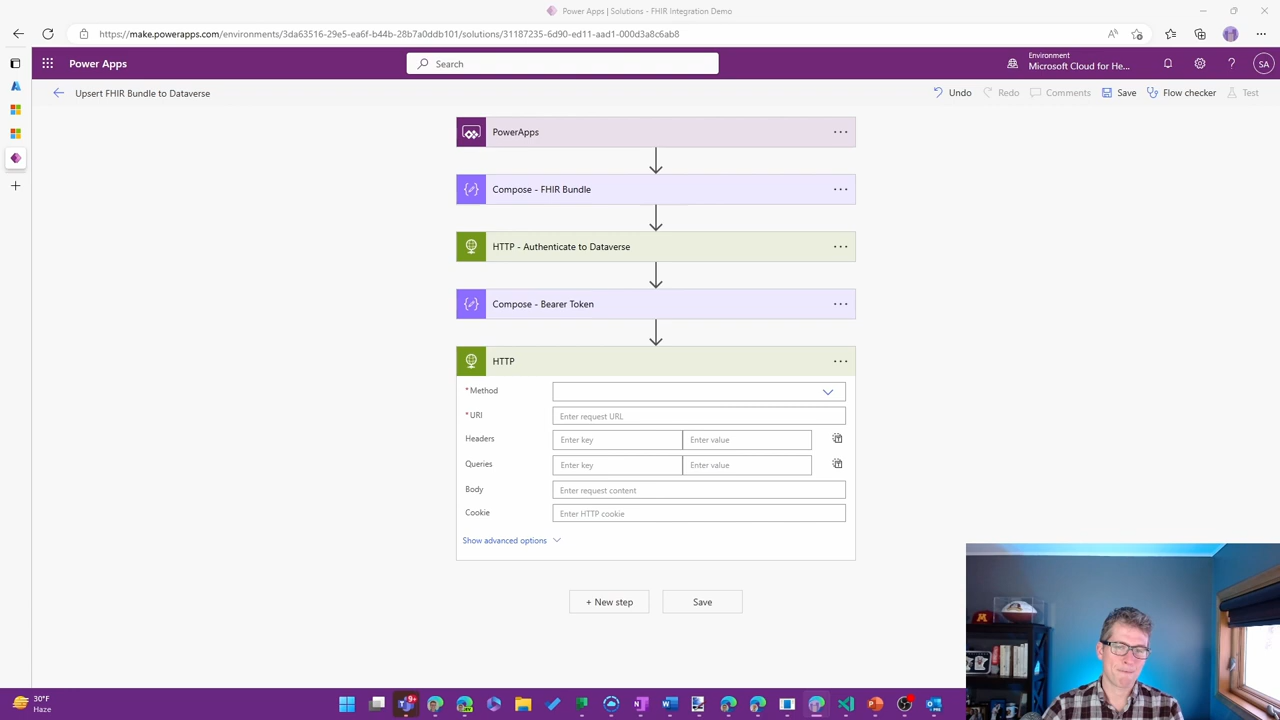 Power Apps | Solutions - FHIR Integration Demo
https://make.powerapps.com/environments/3da63516-29e5-ea6f-b44b-28b7a0ddb101/solutions/31187235-6d90-ed11-aad1-000d3a8c6ab8
Power Apps
Search
Environment
Microsoft Cloud for He...
SA
Upsert FHIR Bundle to Dataverse
Undo
Redo
Comments
Save
Flow checker
Test
PowerApps
Compose - FHIR Bundle
HTTP - Authenticate to Dataverse
Compose - Bearer Token
HTTP
* Method
* URI
Enter request URL
Headers
Enter key
Enter value
Queries
Enter key
Enter value
Body
Enter request content
Cookie
Enter HTTP cookie
Show advanced options
+ New step
Save
30°F
Haze
9+